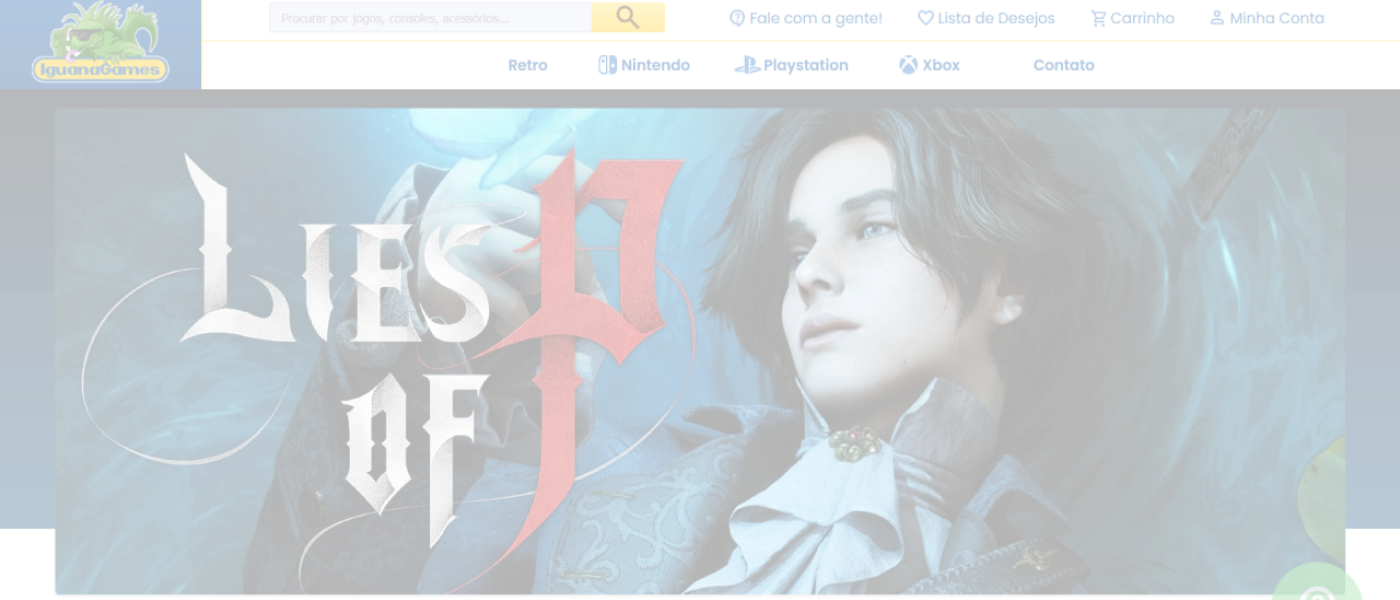 IguanaGames
Procurar por jogos, consoles, acessórios...
Fale com a gente!
Lista de Desejos
Carrinho
Minha Conta
Retro
Nintendo
Playstation
Xbox
Contato
LIES
OF P